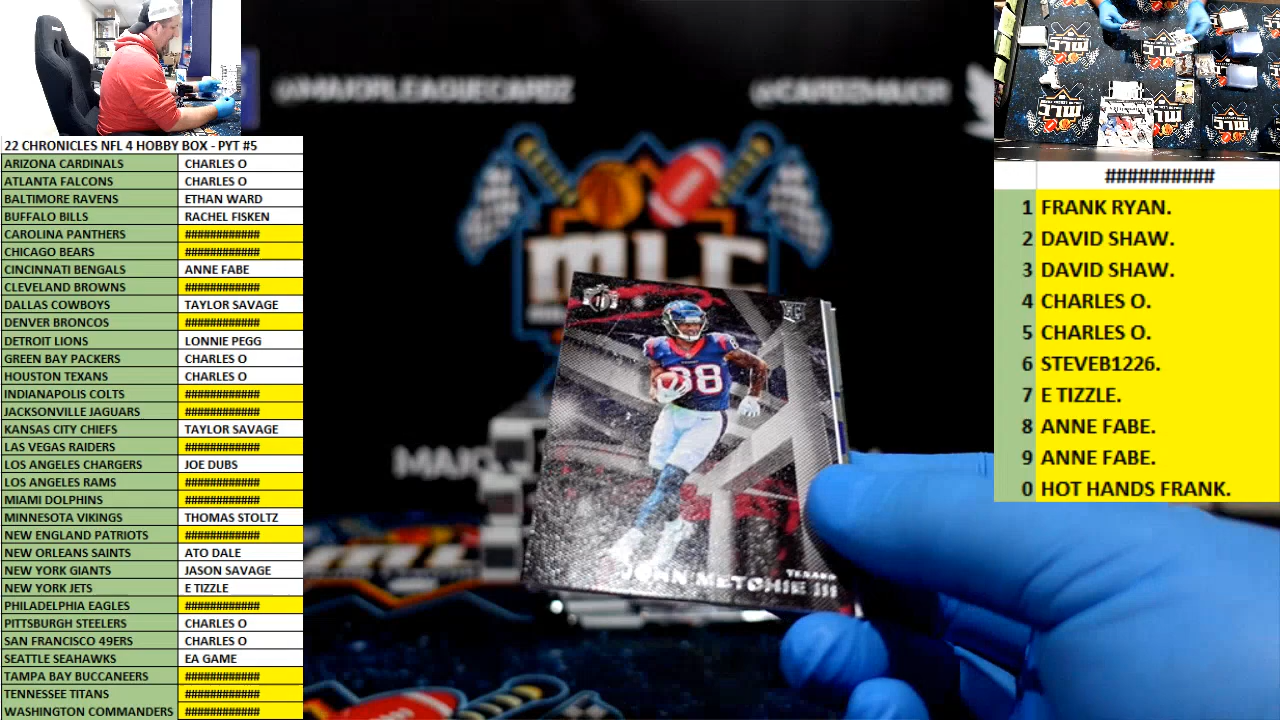 22 CHRONICLES NFL 4 HOBBY BOX - PYT #5
ARIZONA CARDINALS CHARLES O
ATLANTA FALCONS CHARLES O
BALTIMORE RAVENS ETHAN WARD
BUFFALO BILLS RACHEL FISKEN
CAROLINA PANTHERS ############
CHICAGO BEARS ############
CINCINNATI BENGALS ANNE FABE
CLEVELAND BROWNS ############
DALLAS COWBOYS TAYLOR SAVAGE
DENVER BRONCOS ############
DETROIT LIONS LONNIE PEGG
GREEN BAY PACKERS CHARLES O
HOUSTON TEXANS CHARLES O
INDIANAPOLIS COLTS ############
JACKSONVILLE JAGUARS ############
KANSAS CITY CHIEFS TAYLOR SAVAGE
LAS VEGAS RAIDERS ############
LOS ANGELES CHARGERS JOE DUBS
LOS ANGELES RAMS ############
MIAMI DOLPHINS ############
MINNESOTA VIKINGS THOMAS STOLTZ
NEW ENGLAND PATRIOTS ############
NEW ORLEANS SAINTS ATO DALE
NEW YORK GIANTS JASON SAVAGE
NEW YORK JETS E TIZZLE
PHILADELPHIA EAGLES ############
PITTSBURGH STEELERS CHARLES O
SAN FRANCISCO 49ERS CHARLES O
SEATTLE SEAHAWKS EA GAME
TAMPA BAY BUCCANEERS ############
TENNESSEE TITANS ############
WASHINGTON COMMANDERS ############
@MAJORLEAGUECARDZ
@CARDZMAJOR
MLC
88
TEXANS
JOHN METCHIE III
##########
1 FRANK RYAN.
2 DAVID SHAW.
3 DAVID SHAW.
4 CHARLES O.
5 CHARLES O.
6 STEVEB1226.
7 E TIZZLE.
8 ANNE FABE.
9 ANNE FABE.
0 HOT HANDS FRANK.